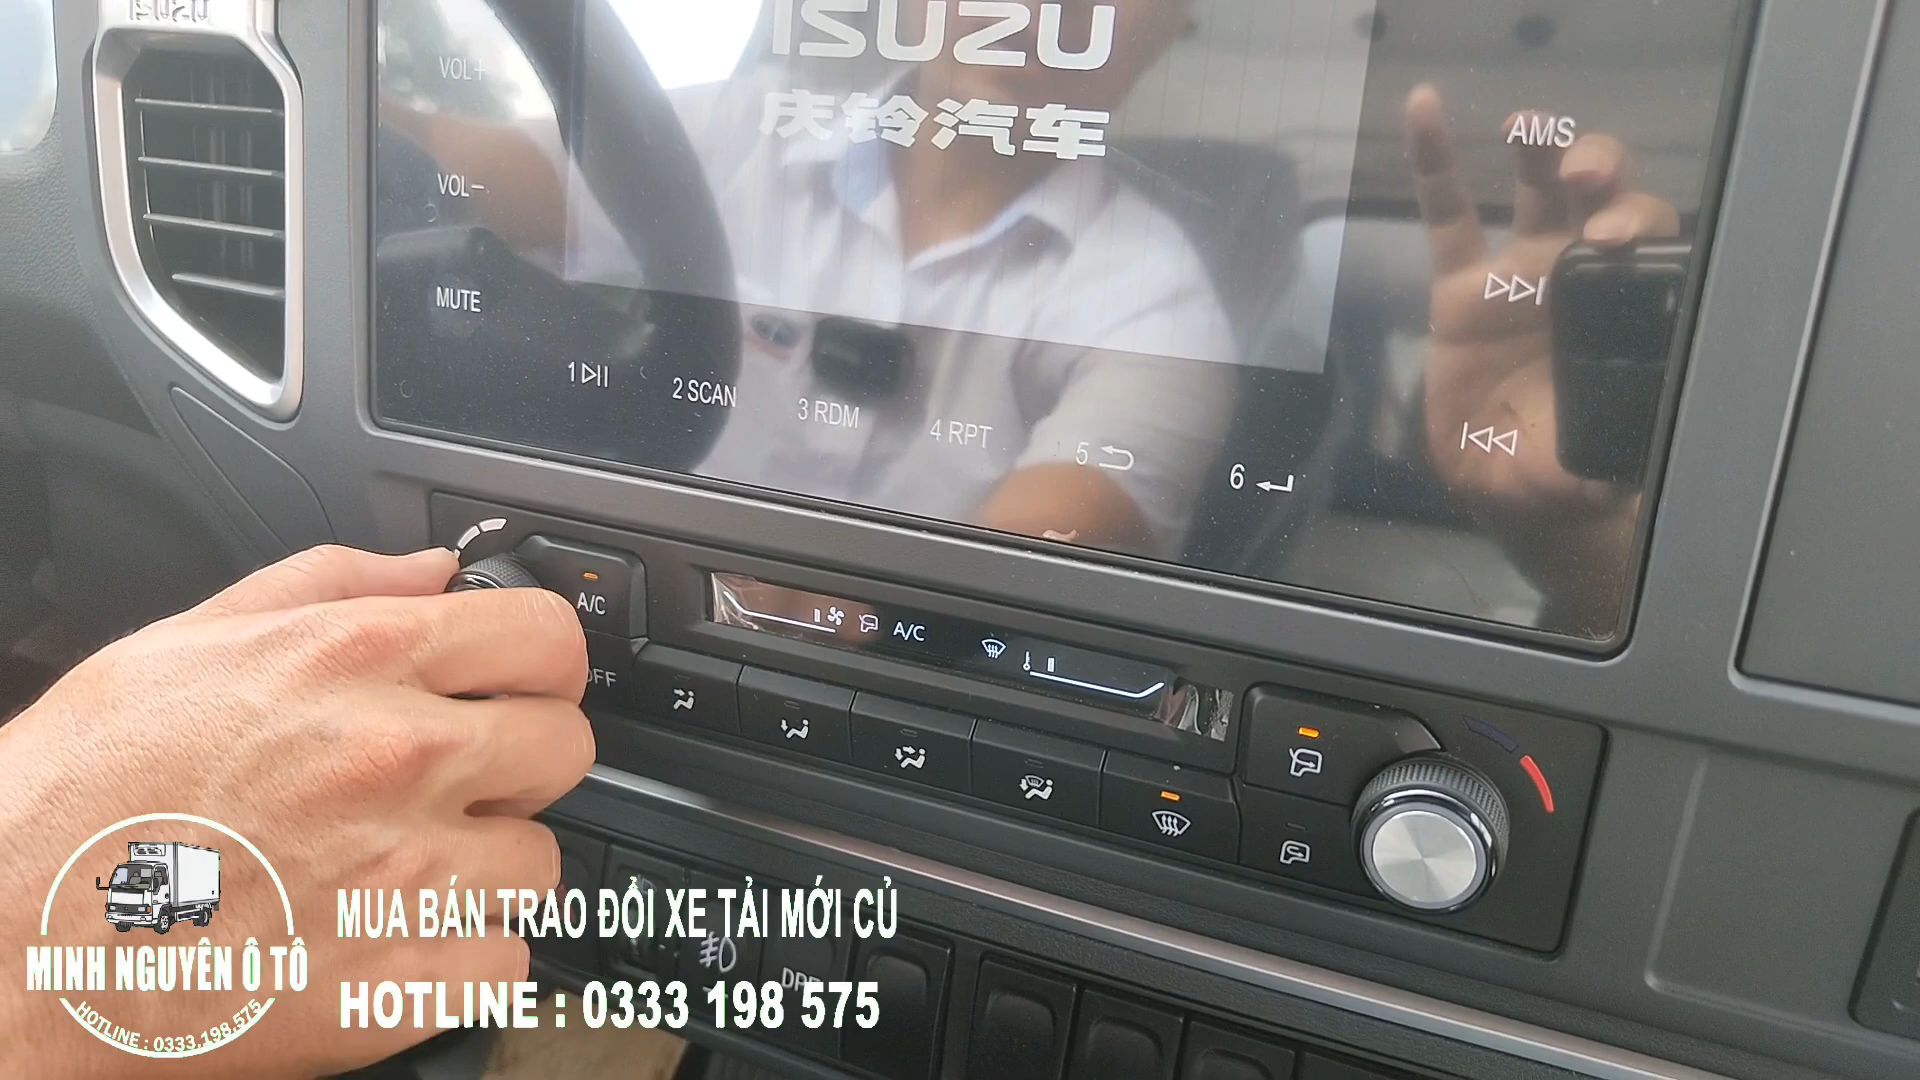 ISUZU
ISUZU
庆铃汽车
VOL+
VOL−
MUTE
AMS
1
2 SCAN
3 RDM
4 RPT
5
6
A/C
A/C
OFF
DPF
MUA BÁN TRAO ĐỔI XE TẢI MỚI CỦ
HOTLINE : 0333 198 575
MINH NGUYÊN Ô TÔ
HOTLINE : 0333.198.575